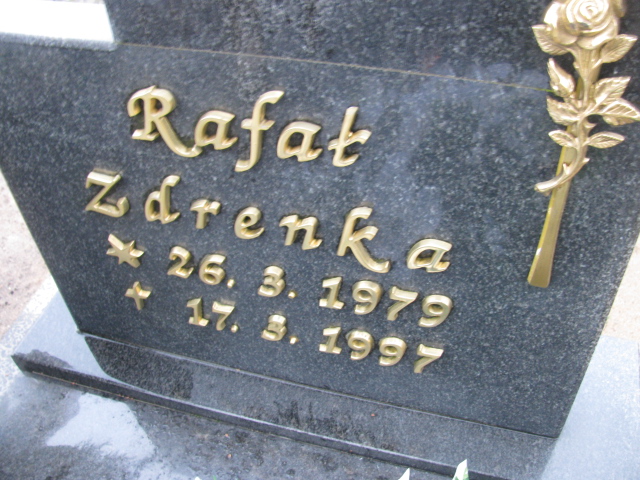 Rafał
Zdrenka
* 26. 3. 1979
✝ 17. 3. 1997